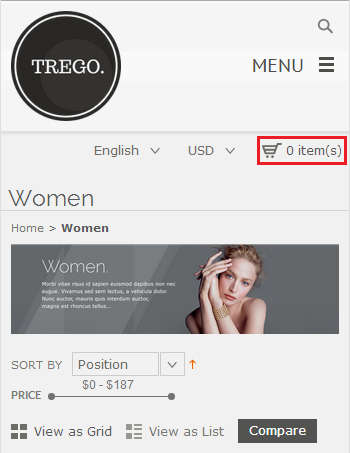 TREGO.
MENU
English
USD
0 item(s)
Women
Home > Women
Women.
Morbi vitae risus id sapien euismod dapibus non nec
augue. Vivamus sed sem lectus, a vehicula dolor.
Nunc auctor, mauris quis interdum auctor,
magna est rhoncus tellus...
SORT BY
Position
$0 - $187
PRICE
View as Grid
View as List
Compare